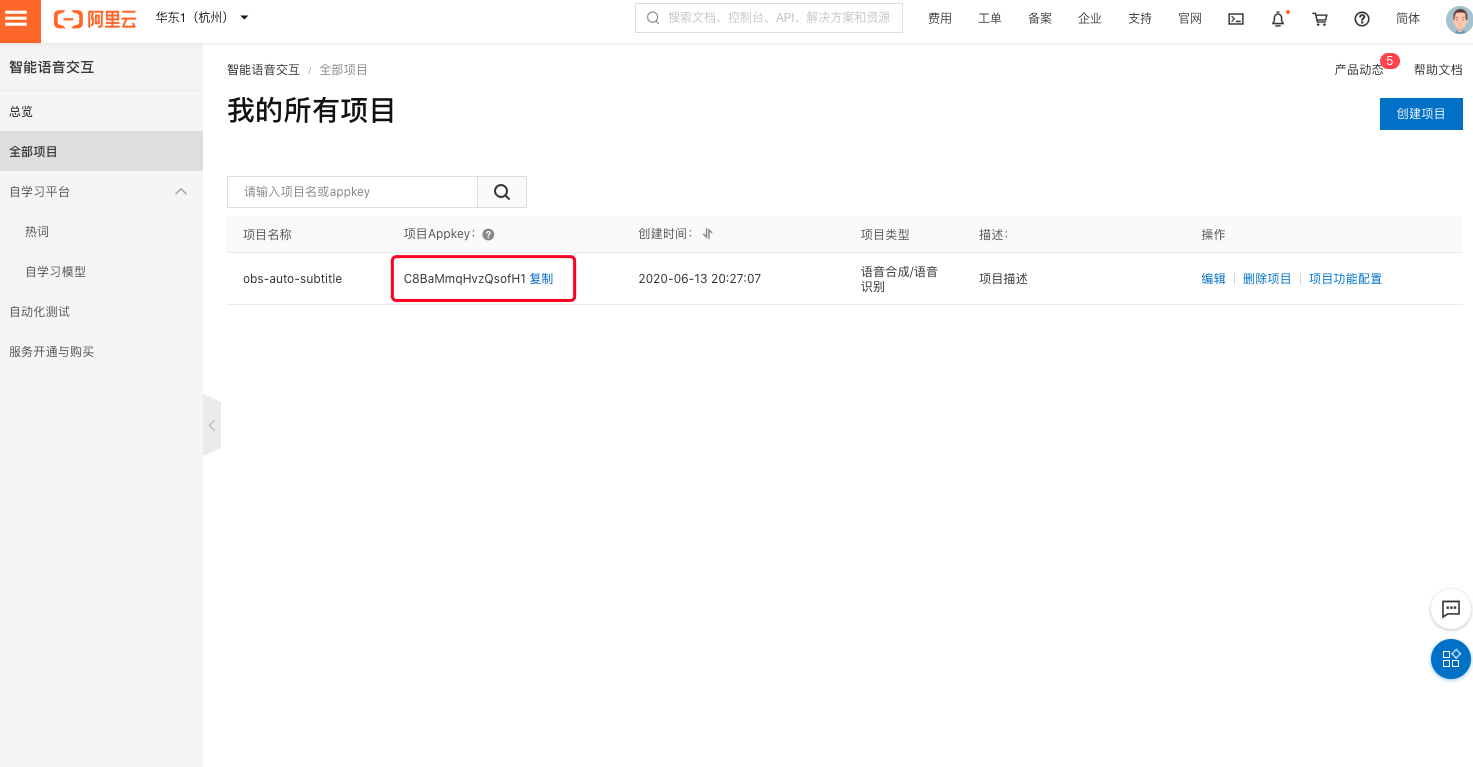 阿里云
华东1（杭州）
搜索文档、控制台、API、解决方案和资源
费用 工单 备案 企业 支持 官网 简体
智能语音交互
总览
全部项目
自学习平台
热词
自学习模型
自动化测试
服务开通与购买
智能语音交互 / 全部项目
产品动态 5 帮助文档
我的所有项目
创建项目
请输入项目名或appkey
项目名称 项目Appkey： 创建时间： 项目类型 描述： 操作
obs-auto-subtitle C8BaMmqHvzQsofH1 复制 2020-06-13 20:27:07 语音合成/语音 项目描述 编辑 删除项目 项目功能配置
识别